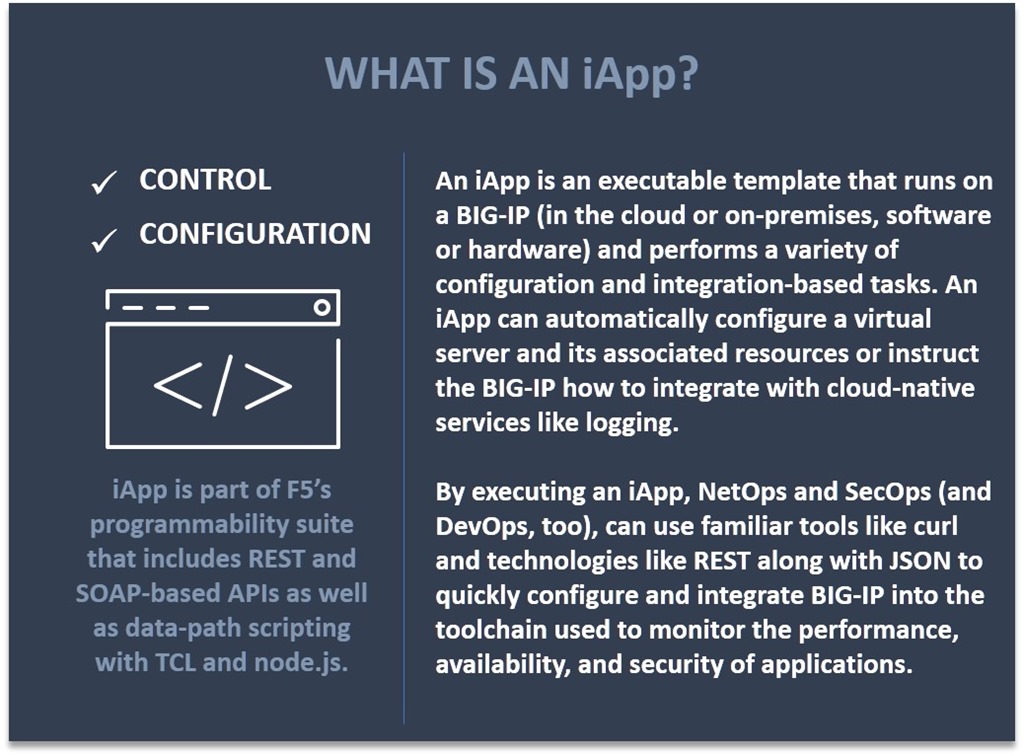 WHAT IS AN iApp?
✓ CONTROL
✓ CONFIGURATION
</>
iApp is part of F5’s
programmability suite
that includes REST and
SOAP-based APIs as well
as data-path scripting
with TCL and node.js.
An iApp is an executable template that runs on
a BIG-IP (in the cloud or on-premises, software
or hardware) and performs a variety of
configuration and integration-based tasks. An
iApp can automatically configure a virtual
server and its associated resources or instruct
the BIG-IP how to integrate with cloud-native
services like logging.
By executing an iApp, NetOps and SecOps (and
DevOps, too), can use familiar tools like curl
and technologies like REST along with JSON to
quickly configure and integrate BIG-IP into the
toolchain used to monitor the performance,
availability, and security of applications.